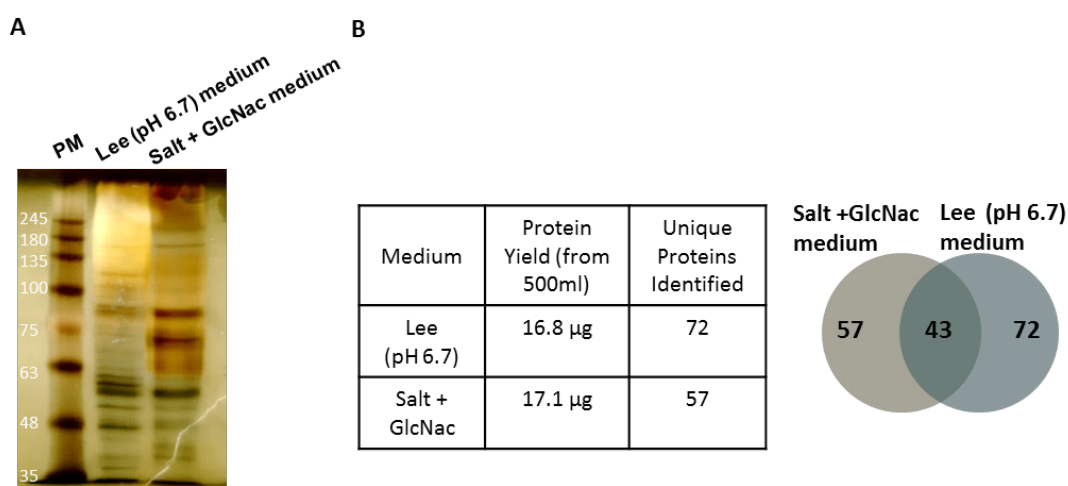 A
B
PM
Lee (pH 6.7) medium
Salt + GlcNac medium
245
180
135
100
75
63
48
35
Medium
Protein
Yield (from
500ml)
Unique
Proteins
Identified
Lee
(pH 6.7)
16.8 µg
72
Salt +
GlcNac
17.1 µg
57
Salt +GlcNac
medium
Lee (pH 6.7)
medium
57
43
72